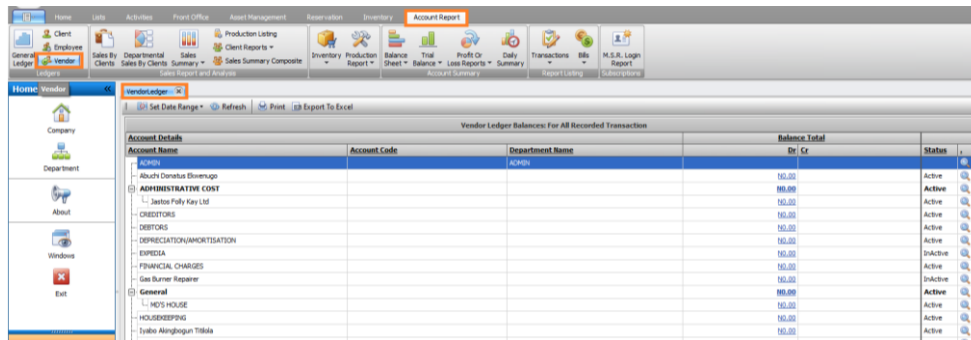 Home Lists Activities Front Office Asset Management Reservation Inventory Account Report
Client
Employee
Vendor
General Ledger
Ledgers
Sales By Clients
Departmental Sales By Clients
Sales Summary
Production Listing
Client Reports
Sales Summary Composite
Sales Report and Analysis
Inventory
Production Report
Balance Sheet
Trial Balance
Profit Or Loss Reports
Daily Summary
Account Summary
Transactions
Bills
Report Listing
M.S.R. Login Report
Subscriptions
Home Vendor «
Company
Department
About
Windows
Exit
VendorLedger
Set Date Range Refresh Print Export To Excel
Vendor Ledger Balances: For All Recorded Transaction
Account Details Balance Total
Account Name Account Code Department Name Dr Cr Status
ADMIN ADMIN
Abuchi Donatus Ekwenugo N0.00 Active
ADMINISTRATIVE COST N0.00 Active
Jastos Folly Kay Ltd N0.00 Active
CREDITORS N0.00 Active
DEBTORS N0.00 Active
DEPRECIATION/AMORTISATION N0.00 Active
EXPEDIA N0.00 InActive
FINANCIAL CHARGES N0.00 Active
Gas Burner Repairer N0.00 InActive
General N0.00 Active
MD'S HOUSE N0.00 Active
HOUSEKEEPING N0.00 Active
Iyabo Akingbogun Titilola N0.00 Active